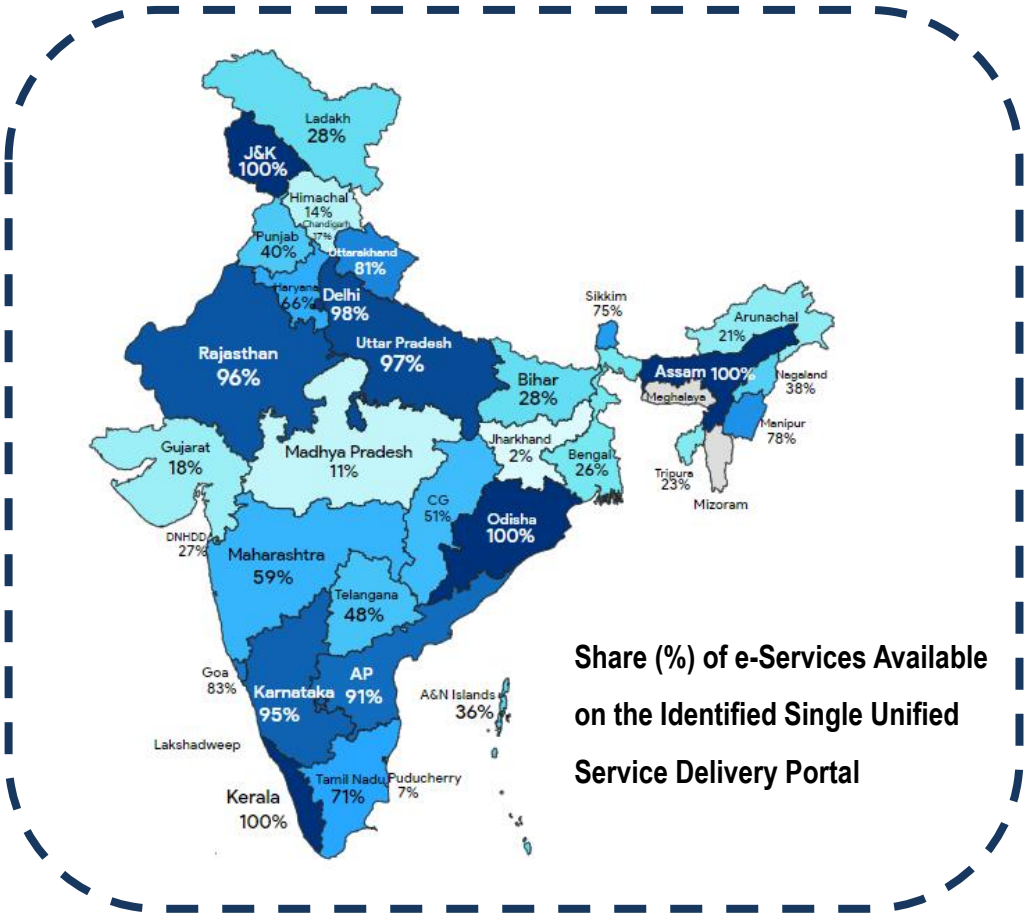 Ladakh
28%
J&K
100%
Himachal
14%
Chandigarh
17%
Punjab
40%
Uttarakhand
81%
Haryana
66%
Delhi
98%
Sikkim
75%
Arunachal
21%
Rajasthan
96%
Uttar Pradesh
97%
Bihar
28%
Assam 100%
Meghalaya
Nagaland
38%
Manipur
78%
Tripura
23%
Mizoram
Gujarat
18%
Madhya Pradesh
11%
Jharkhand
2%
Bengal
26%
CG
51%
Odisha
100%
DNHDD
27%
Maharashtra
59%
Telangana
48%
Goa
83%
Karnataka
95%
AP
91%
A&N Islands
36%
Lakshadweep
Kerala
100%
Tamil Nadu
71%
Puducherry
7%
Share (%) of e-Services Available
on the Identified Single Unified
Service Delivery Portal